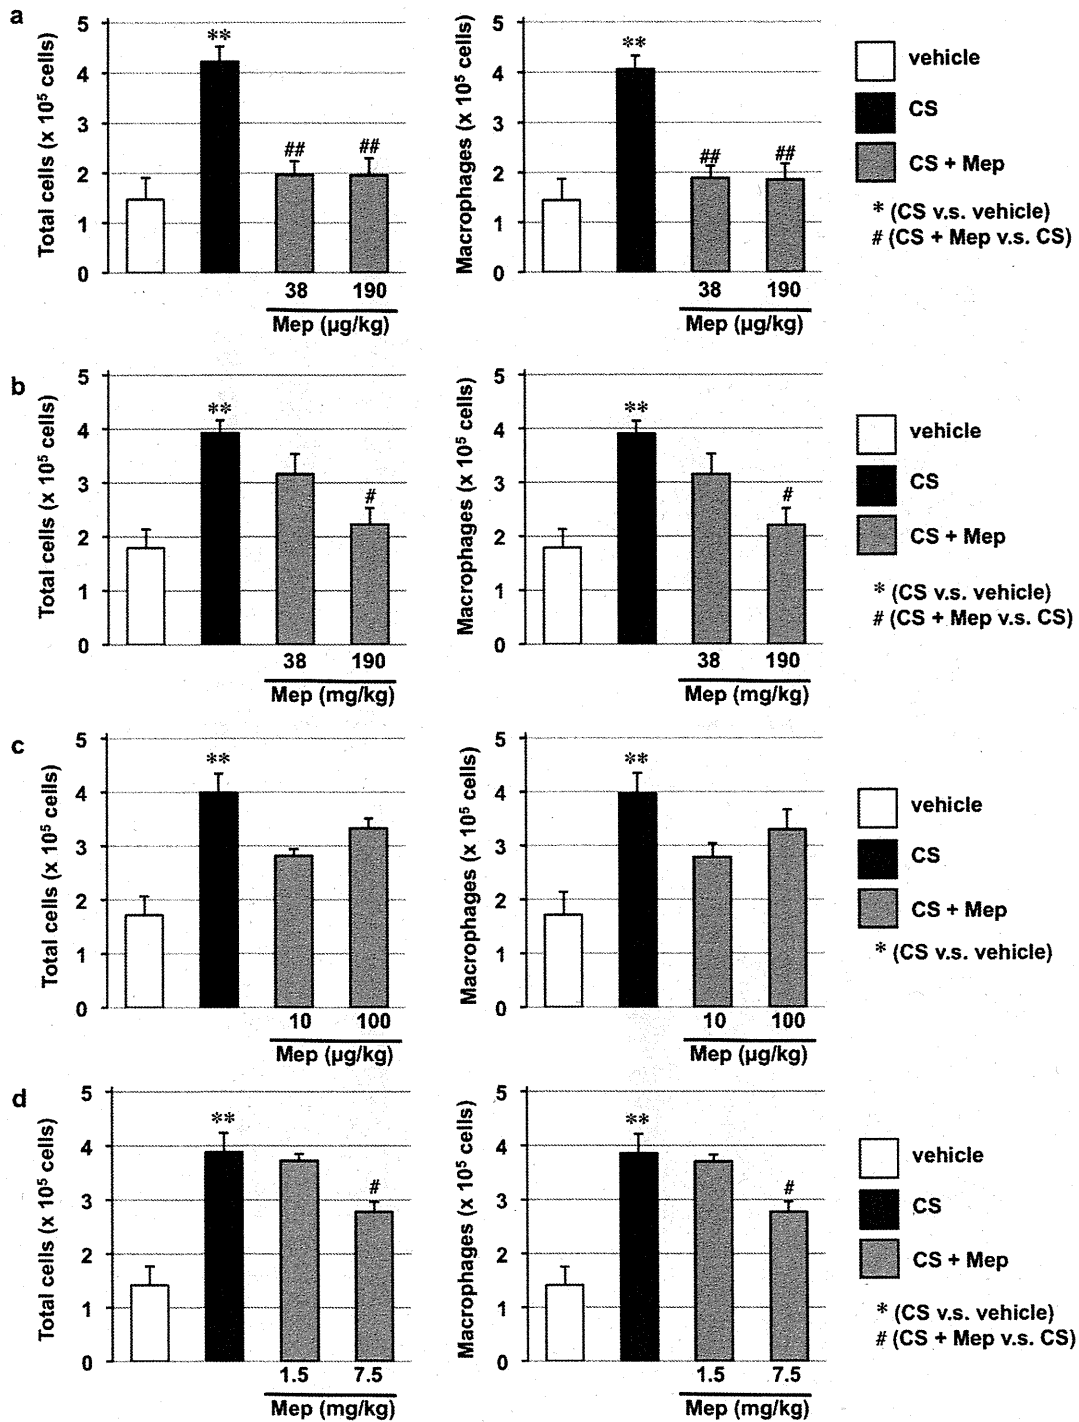 a
Total cells (x 10⁵ cells)
5
4
3
2
1
0
**
##
##
38 190
Mep (µg/kg)
Macrophages (x 10⁵ cells)
5
4
3
2
1
0
**
##
##
38 190
Mep (µg/kg)
vehicle
CS
CS + Mep
* (CS v.s. vehicle)
# (CS + Mep v.s. CS)
b
Total cells (x 10⁵ cells)
5
4
3
2
1
0
**
#
38 190
Mep (mg/kg)
Macrophages (x 10⁵ cells)
5
4
3
2
1
0
**
#
38 190
Mep (mg/kg)
vehicle
CS
CS + Mep
* (CS v.s. vehicle)
# (CS + Mep v.s. CS)
c
Total cells (x 10⁵ cells)
5
4
3
2
1
0
**
10 100
Mep (µg/kg)
Macrophages (x 10⁵ cells)
5
4
3
2
1
0
**
10 100
Mep (µg/kg)
vehicle
CS
CS + Mep
* (CS v.s. vehicle)
d
Total cells (x 10⁵ cells)
5
4
3
2
1
0
**
#
1.5 7.5
Mep (mg/kg)
Macrophages (x 10⁵ cells)
5
4
3
2
1
0
**
#
1.5 7.5
Mep (mg/kg)
vehicle
CS
CS + Mep
* (CS v.s. vehicle)
# (CS + Mep v.s. CS)